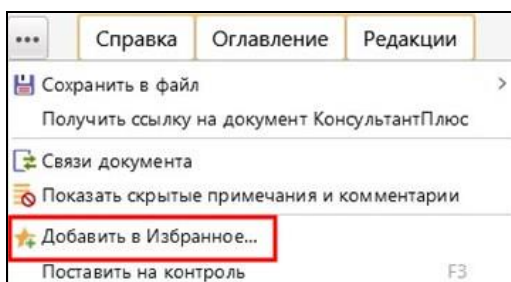 ... Справка Оглавление Редакции
Сохранить в файл >
Получить ссылку на документ КонсультантПлюс
Связи документа
Показать скрытые примечания и комментарии
Добавить в Избранное...
Поставить на контроль F3